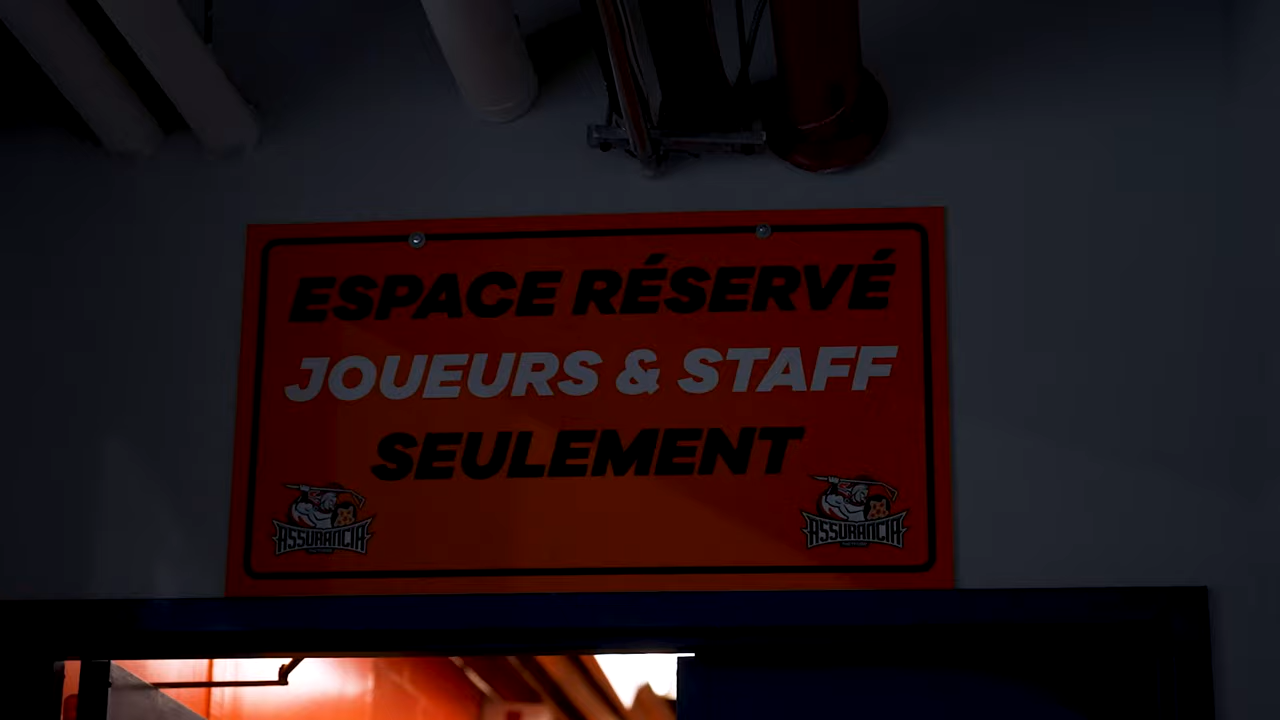 ESPACE RÉSERVÉ
JOUEURS & STAFF
SEULEMENT
ASSURANCIA
ASSURANCIA